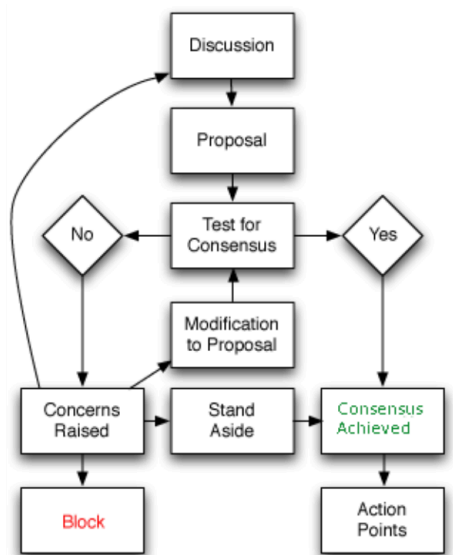 Discussion
Proposal
No
Test for
Consensus
Yes
Modification
to Proposal
Concerns
Raised
Stand
Aside
Consensus
Achieved
Block
Action
Points